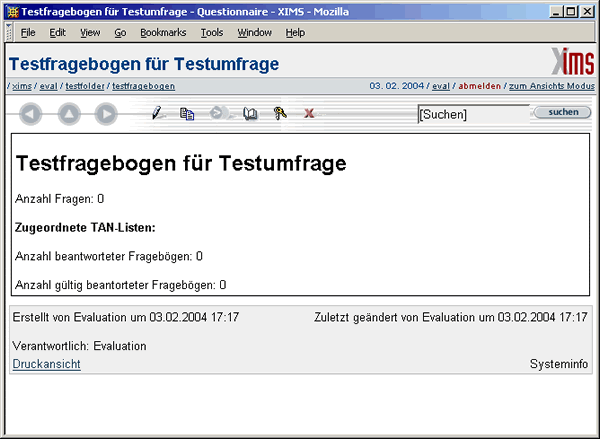 Testfragebogen für Testumfrage - Questionnaire - XIMS - Mozilla
File Edit View Go Bookmarks Tools Window Help
Testfragebogen für Testumfrage
Xims
/ xims / eval / testfolder / testfragebogen
03. 02. 2004 / eval / abmelden / zum Ansichts Modus
[Suchen] suchen
Testfragebogen für Testumfrage
Anzahl Fragen: 0
Zugeordnete TAN-Listen:
Anzahl beantworteter Fragebögen: 0
Anzahl gültig beantorteter Fragebögen: 0
Erstellt von Evaluation um 03.02.2004 17:17
Zuletzt geändert von Evaluation um 03.02.2004 17:17
Verantwortlich: Evaluation
Druckansicht
Systeminfo